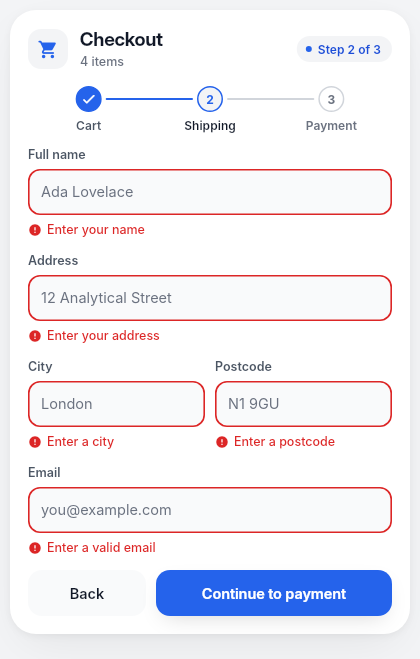 Checkout
4 items
Step 2 of 3
2
3
Cart
Shipping
Payment
Full name
Ada Lovelace
Enter your name
Address
12 Analytical Street
Enter your address
City
Postcode
London
N1 9GU
Enter a city
Enter a postcode
Email
you@example.com
Enter a valid email
Back
Continue to payment